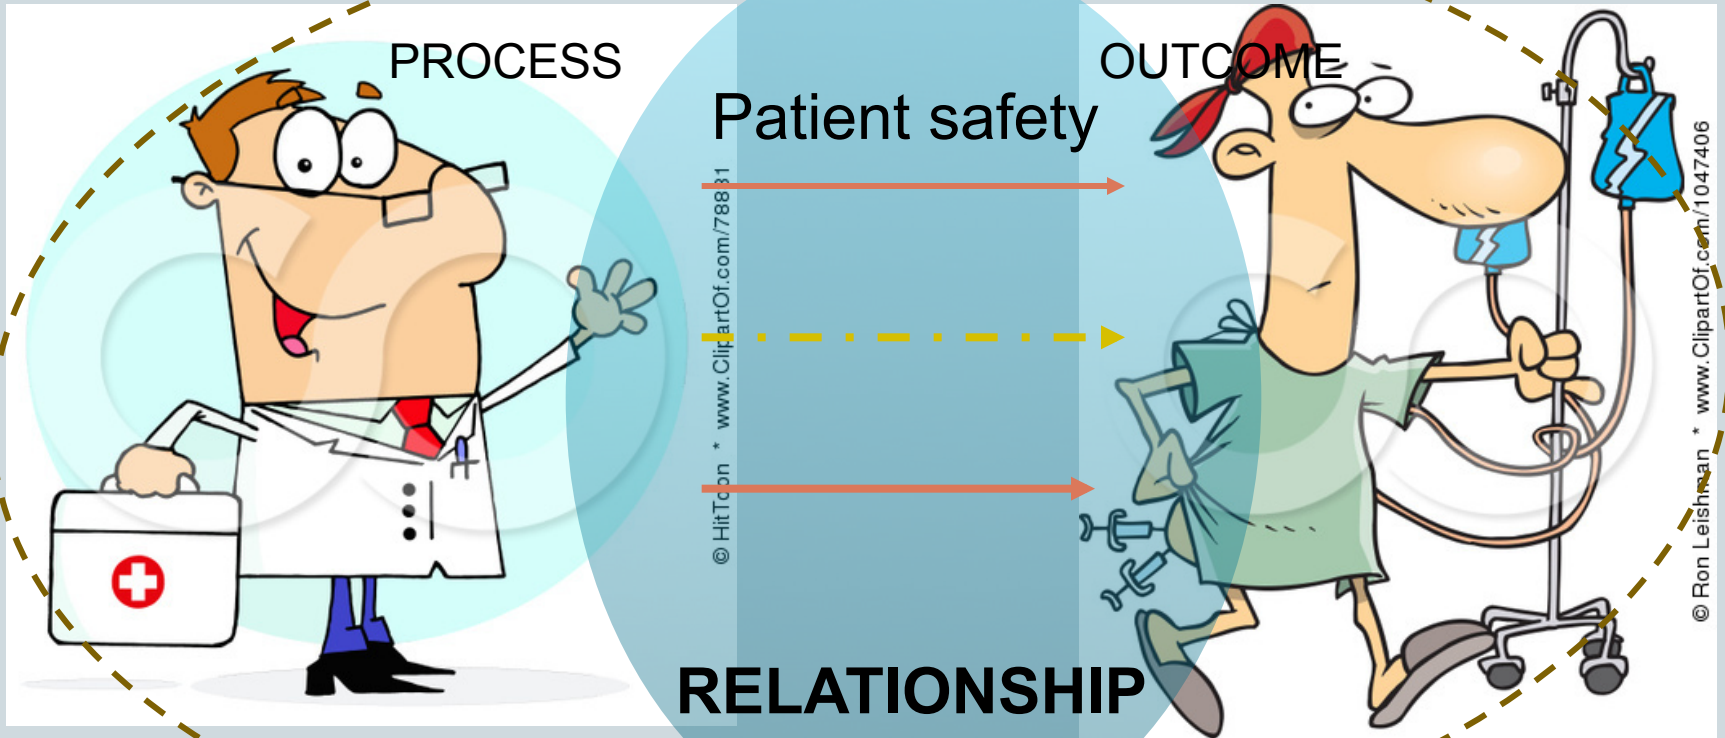 PROCESS
OUTCOME
Patient safety
© HitToon * www.ClipartOf.com/78831
© Ron Leishman * www.ClipartOf.com/1047406
RELATIONSHIP